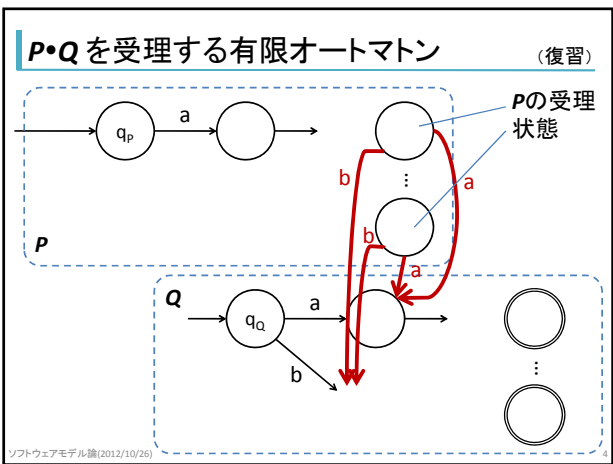 P•Q を受理する有限オートマトン
（復習）
Pの受理
状態
qP
a
b
a
⋮
b
a
P
Q
qQ
a
b
⋮
ソフトウェアモデル論(2012/10/26)
4